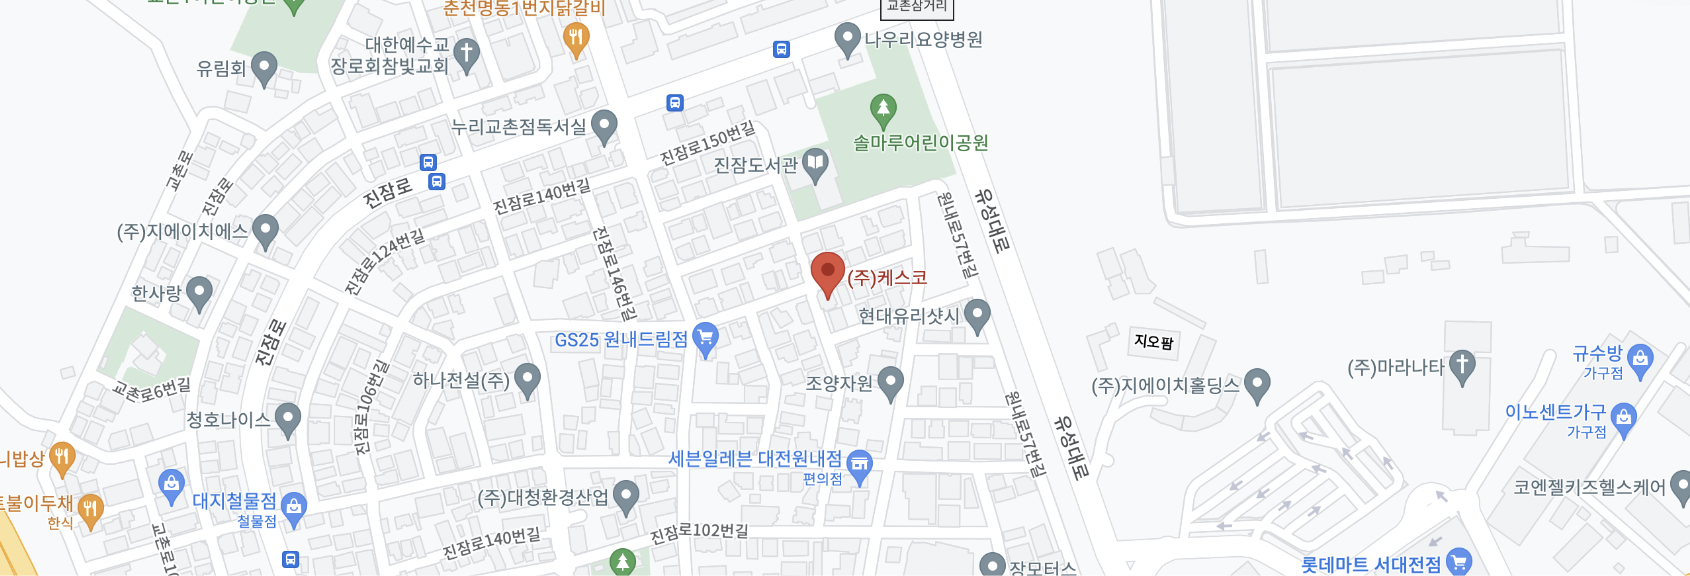 춘천명동1번지닭갈비
교촌삼거리
대한예수교
장로회참빛교회
나우리요양병원
유림회
누리교촌점독서실
진잠로150번길
솔마루어린이공원
진잠도서관
교촌로
진잠로
진잠로
진잠로140번길
원내로57번길
유성대로
(주)지에이치에스
진잠로124번길
진잠로146번길
(주)케스코
한사랑
현대유리샷시
진잠로
GS25 원내드림점
지오팜
규수방
가구점
(주)마라나타
교촌로6번길
진잠로106번길
하나전설(주)
조양자원
(주)지에이치홀딩스
청호나이스
원내로57번길
유성대로
이노센트가구
가구점
니밥상
세븐일레븐 대전원내점
편의점
트불이두채
한식
대지철물점
철물점
(주)대청환경산업
코엔젤키즈헬스케어
진잠로140번길
진잠로102번길
장모터스
롯데마트 서대전점